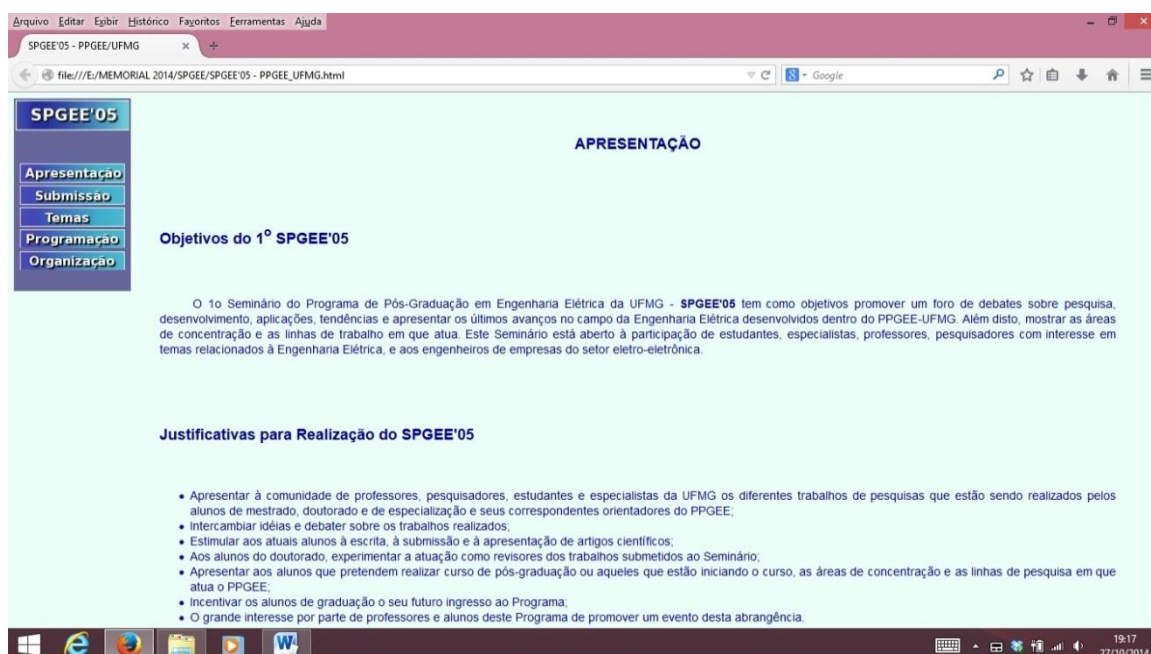 Arquivo Editar Exibir Histórico Favoritos Ferramentas Ajuda
SPGEE'05 - PPGEE/UFMG
file:///E:/MEMORIAL 2014/SPGEE/SPGEE'05 - PPGEE_UFMG.html
Google
SPGEE'05
Apresentação
Submissão
Temas
Programação
Organização
APRESENTAÇÃO
Objetivos do 1º SPGEE'05
O 1o Seminário do Programa de Pós-Graduação em Engenharia Elétrica da UFMG - SPGEE'05 tem como objetivos promover um foro de debates sobre pesquisa,
desenvolvimento, aplicações, tendências e apresentar os últimos avanços no campo da Engenharia Elétrica desenvolvidos dentro do PPGEE-UFMG. Além disto, mostrar as áreas
de concentração e as linhas de trabalho em que atua. Este Seminário está aberto à participação de estudantes, especialistas, professores, pesquisadores com interesse em
temas relacionados à Engenharia Elétrica, e aos engenheiros de empresas do setor eletro-eletrônica.
Justificativas para Realização do SPGEE'05
• Apresentar à comunidade de professores, pesquisadores, estudantes e especialistas da UFMG os diferentes trabalhos de pesquisas que estão sendo realizados pelos
alunos de mestrado, doutorado e de especialização e seus correspondentes orientadores do PPGEE;
• Intercambiar idéias e debater sobre os trabalhos realizados;
• Estimular aos atuais alunos à escrita, à submissão e à apresentação de artigos científicos;
• Aos alunos do doutorado, experimentar a atuação como revisores dos trabalhos submetidos ao Seminário;
• Apresentar aos alunos que pretendem realizar curso de pós-graduação ou aqueles que estão iniciando o curso, as áreas de concentração e as linhas de pesquisa em que
atua o PPGEE;
• Incentivar os alunos de graduação o seu futuro ingresso ao Programa;
• O grande interesse por parte de professores e alunos deste Programa de promover um evento desta abrangência.
19:17
27/10/2014